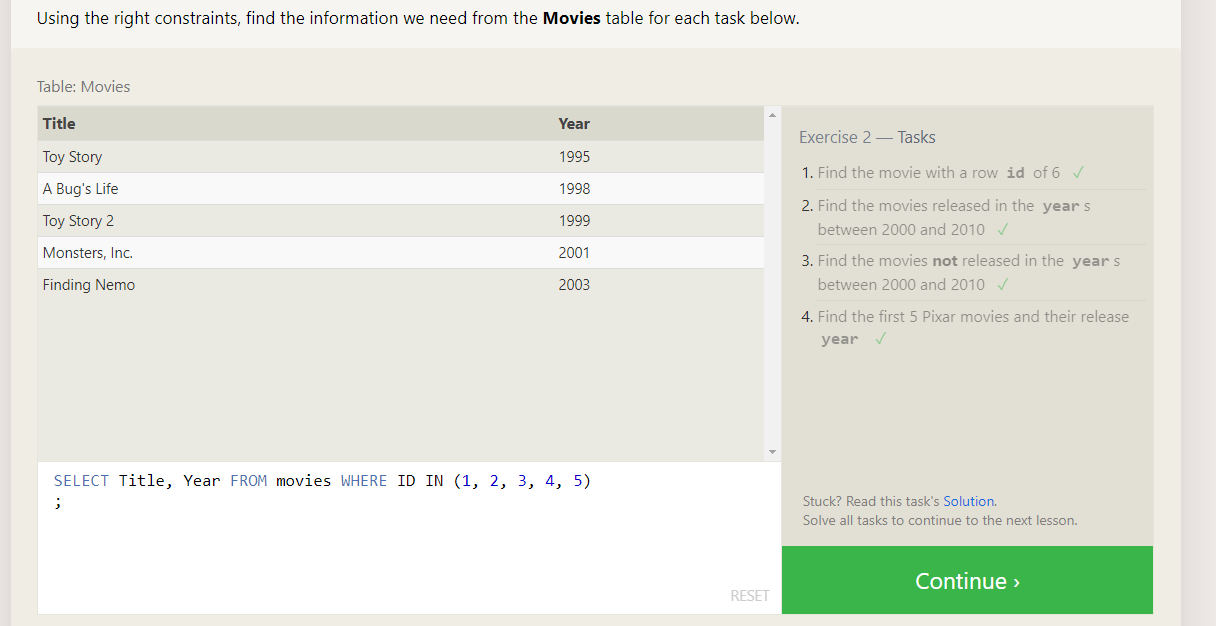 Using the right constraints, find the information we need from the Movies table for each task below.
Table: Movies
Title Year
Toy Story 1995
A Bug's Life 1998
Toy Story 2 1999
Monsters, Inc. 2001
Finding Nemo 2003
SELECT Title, Year FROM movies WHERE ID IN (1, 2, 3, 4, 5)
;
RESET
Exercise 2 — Tasks
1. Find the movie with a row id of 6 ✓
2. Find the movies released in the year s
between 2000 and 2010 ✓
3. Find the movies not released in the year s
between 2000 and 2010 ✓
4. Find the first 5 Pixar movies and their release
year ✓
Stuck? Read this task's Solution.
Solve all tasks to continue to the next lesson.
Continue ›